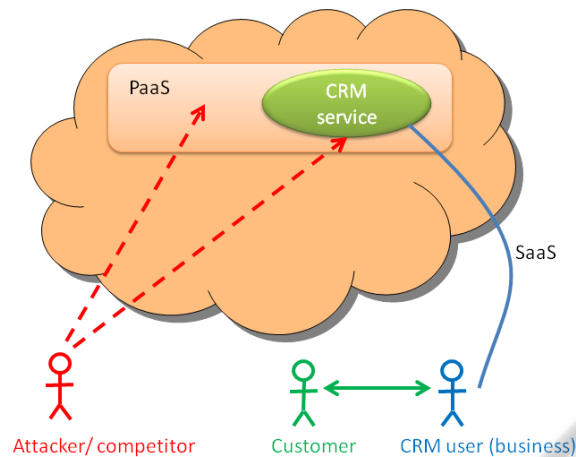 PaaS
CRM
service
SaaS
Attacker/ competitor
Customer
CRM user (business)